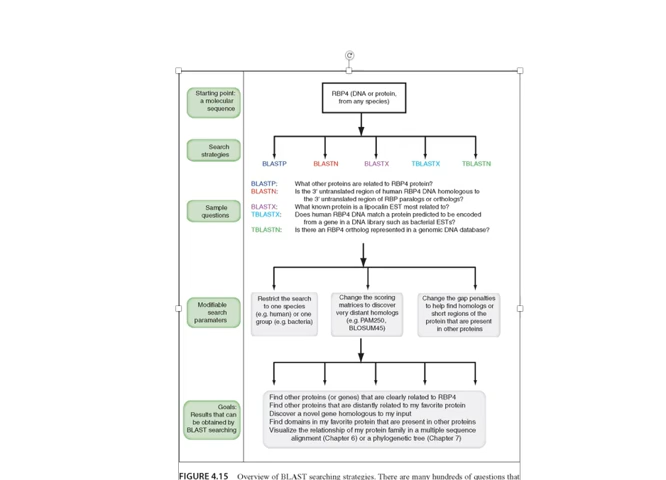 Starting point:
a molecular
sequence
RBP4 (DNA or protein,
from any species)
Search
strategies
BLASTP BLASTN BLASTX TBLASTX TBLASTN
Sample
questions
BLASTP: What other proteins are related to RBP4 protein?
BLASTN: Is the 3' untranslated region of human RBP4 DNA homologous to
the 3' untranslated region of RBP paralogs or orthologs?
BLASTX: What known protein is a lipocalin EST most related to?
TBLASTX: Does human RBP4 DNA match a protein predicted to be encoded
from a gene in a DNA library such as bacterial ESTs?
TBLASTN: Is there an RBP4 ortholog represented in a genomic DNA database?
Modifiable
search
paramaters
Restrict the search
to one species
(e.g. human) or one
group (e.g. bacteria)
Change the scoring
matrices to discover
very distant homologs
(e.g. PAM250,
BLOSUM45)
Change the gap penalties
to help find homologs or
short regions of the
protein that are present
in other proteins
Goals:
Results that can
be obtained by
BLAST searching
Find other proteins (or genes) that are clearly related to RBP4
Find other proteins that are distantly related to my favorite protein
Discover a novel gene homologous to my input
Find domains in my favorite protein that are present in other proteins
Visualize the relationship of my protein family in a multiple sequence
alignment (Chapter 6) or a phylogenetic tree (Chapter 7)
FIGURE 4.15 Overview of BLAST searching strategies. There are many hundreds of questions that